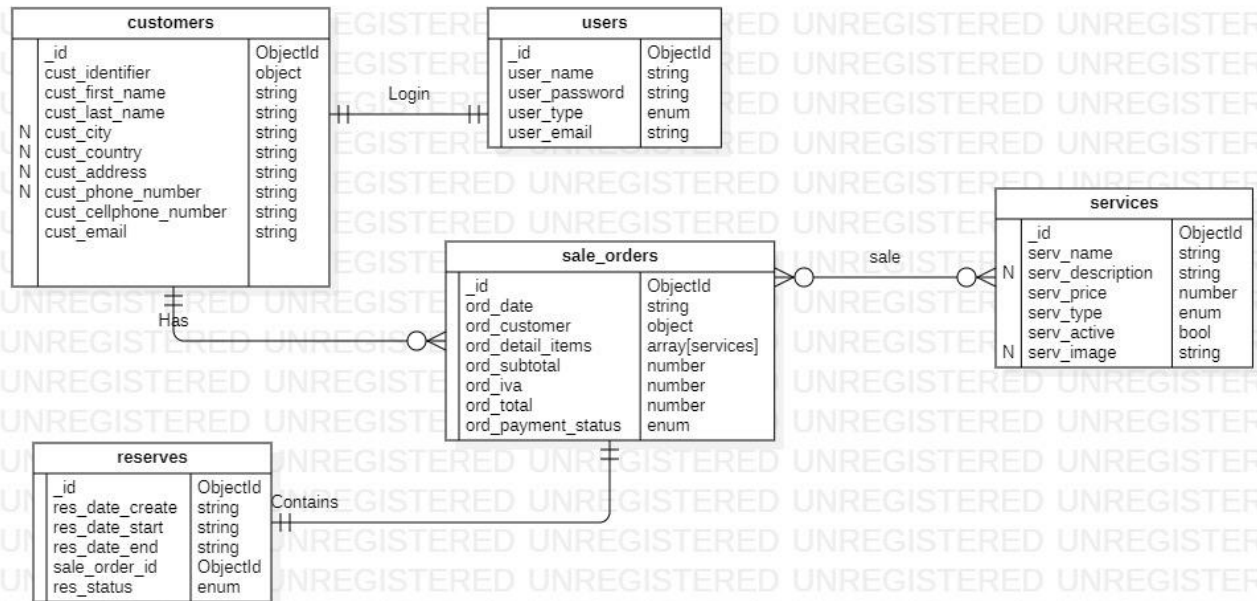 customers
_id ObjectId
cust_identifier object
cust_first_name string
cust_last_name string
N cust_city string
N cust_country string
N cust_address string
N cust_phone_number string
cust_cellphone_number string
cust_email string
Login
users
_id ObjectId
user_name string
user_password string
user_type enum
user_email string
Has
sale_orders
_id ObjectId
ord_date string
ord_customer object
ord_detail_items array[services]
ord_subtotal number
ord_iva number
ord_total number
ord_payment_status enum
sale
services
_id ObjectId
serv_name string
N serv_description string
serv_price number
serv_type enum
serv_active bool
N serv_image string
reserves
_id ObjectId
res_date_create string
res_date_start string
res_date_end string
sale_order_id ObjectId
res_status enum
Contains
UNREGISTERED UNREGISTERED UNREGISTERED UNREGISTERED